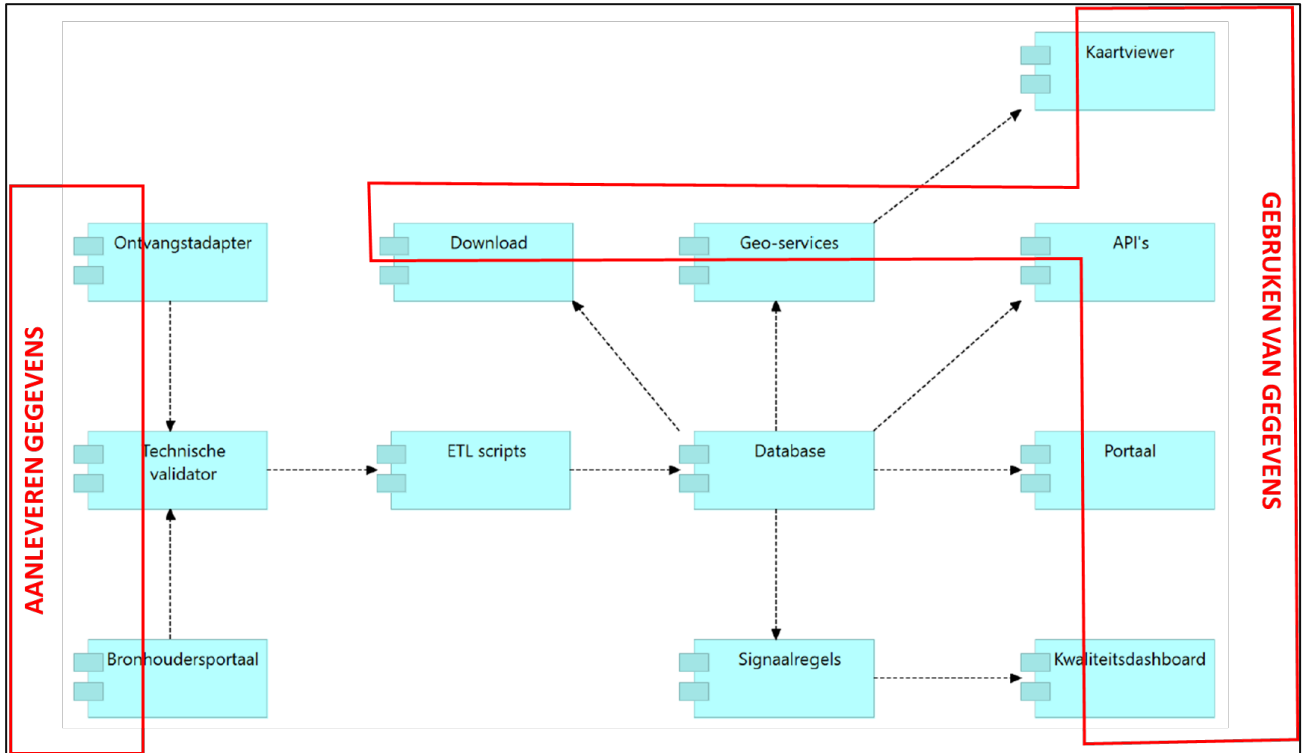 Kaartviewer
Ontvangstadapter
Download
Geo-services
API's
Technische
validator
ETL scripts
Database
Portaal
Bronhoudersportaal
Signaalregels
Kwaliteitsdashboard
AANLEVEREN GEGEVENS
GEBRUKEN VAN GEGEVENS